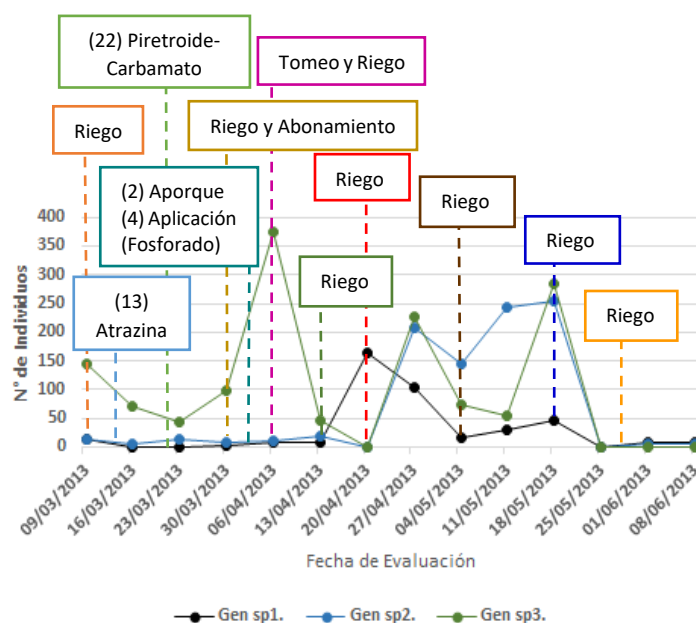 (22) Piretroide-
Carbamato
Tomeo y Riego
Riego
Riego y Abonamiento
(2) Aporque
(4) Aplicación
(Fosforado)
Riego
Riego
Riego
Riego
(13)
Atrazina
Riego
N° de Individuos
400
350
300
250
200
150
100
50
0
09/03/2013
16/03/2013
23/03/2013
30/03/2013
06/04/2013
13/04/2013
20/04/2013
27/04/2013
04/05/2013
11/05/2013
18/05/2013
25/05/2013
01/06/2013
08/06/2013
Fecha de Evaluación
Gen sp1. Gen sp2. Gen sp3.